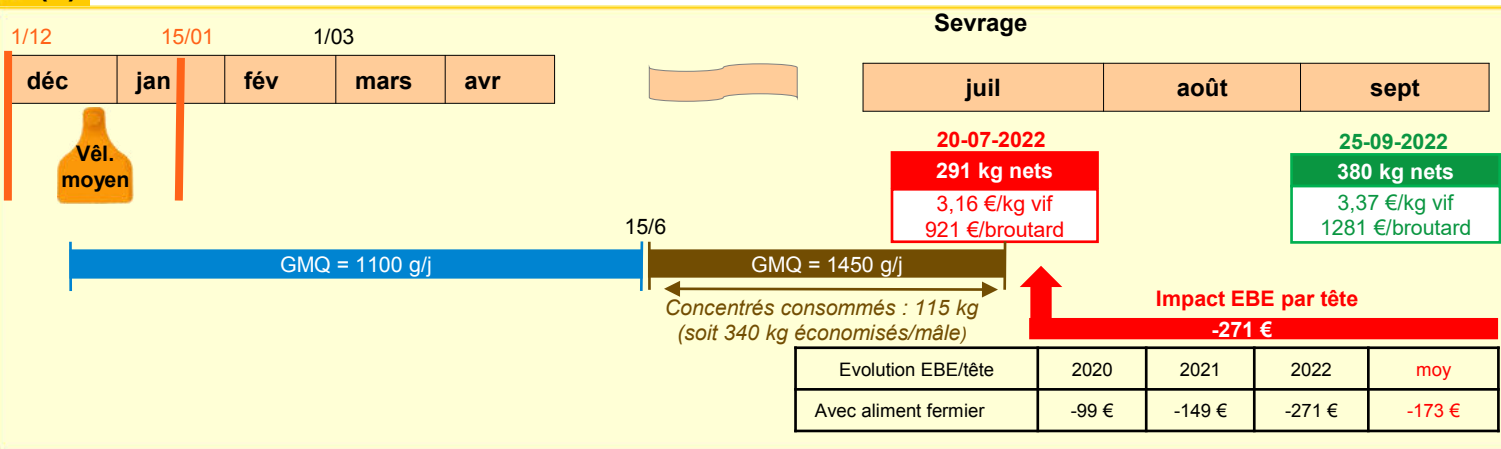 Sevrage
1/12
15/01
1/03
déc
jan
fév
mars
avr
juil
août
sept
Vêl.
moyen
20-07-2022
291 kg nets
3,16 €/kg vif
921 €/broutard
25-09-2022
380 kg nets
3,37 €/kg vif
1281 €/broutard
15/6
GMQ = 1100 g/j
GMQ = 1450 g/j
Concentrés consommés : 115 kg
(soit 340 kg économisés/mâle)
Impact EBE par tête
-271 €
Evolution EBE/tête 2020 2021 2022 moy
Avec aliment fermier -99 € -149 € -271 € -173 €